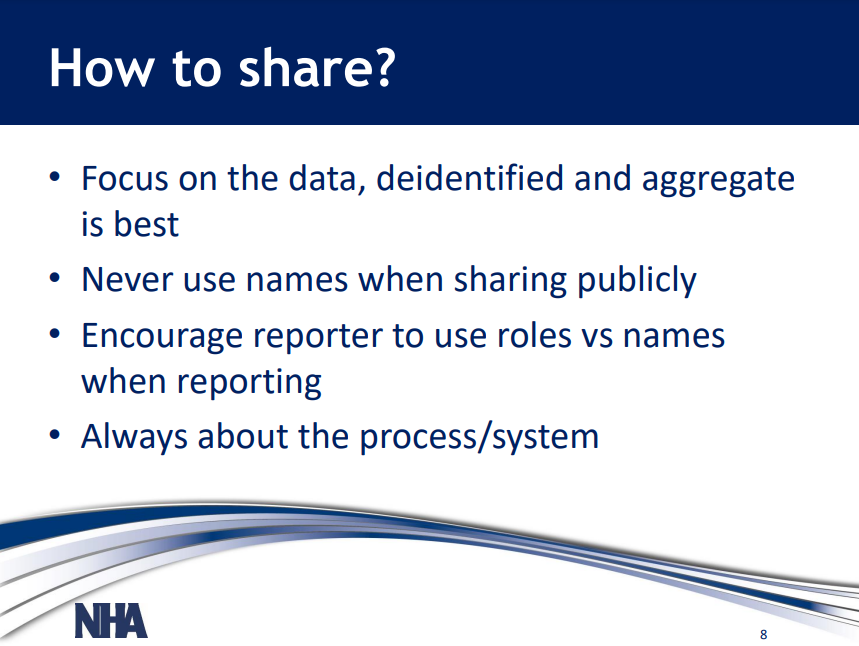 How to share?
• Focus on the data, deidentified and aggregate
is best
• Never use names when sharing publicly
• Encourage reporter to use roles vs names
when reporting
• Always about the process/system
NHA
8